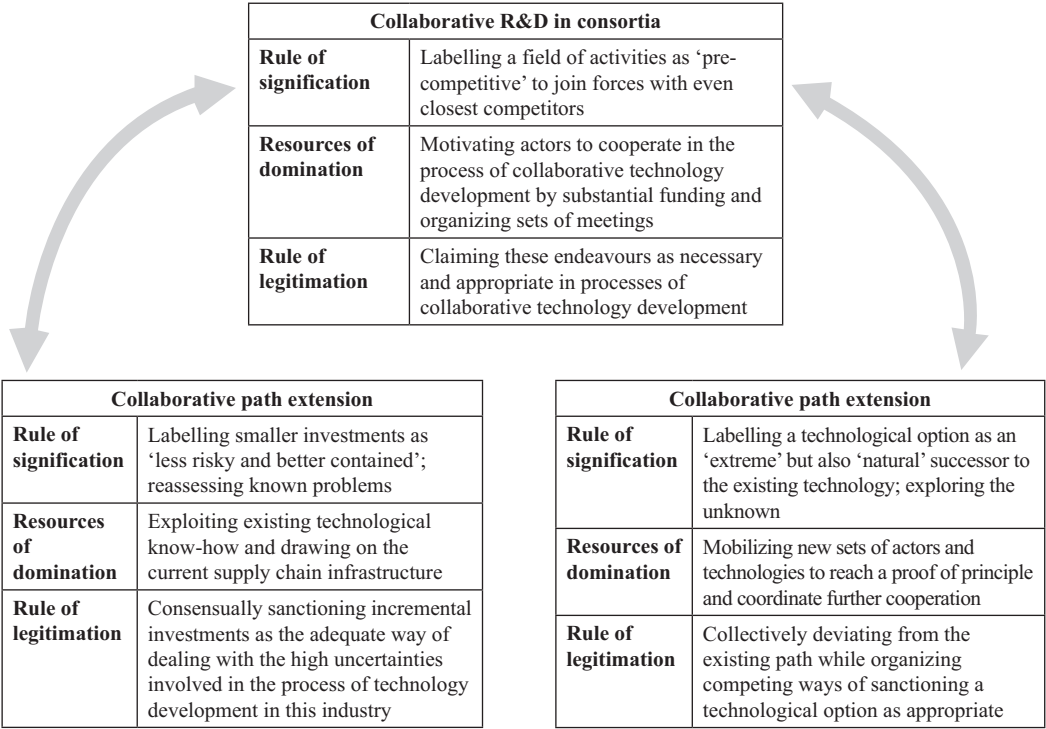 Collaborative R&D in consortia
Rule of
signification
Labelling a field of activities as ‘pre-
competitive’ to join forces with even
closest competitors
Resources of
domination
Motivating actors to cooperate in the
process of collaborative technology
development by substantial funding and
organizing sets of meetings
Rule of
legitimation
Claiming these endeavours as necessary
and appropriate in processes of
collaborative technology development
Collaborative path extension
Rule of
signification
Labelling smaller investments as
‘less risky and better contained’;
reassessing known problems
Resources
of
domination
Exploiting existing technological
know-how and drawing on the
current supply chain infrastructure
Rule of
legitimation
Consensually sanctioning incremental
investments as the adequate way of
dealing with the high uncertainties
involved in the process of technology
development in this industry
Collaborative path extension
Rule of
signification
Labelling a technological option as an
‘extreme’ but also ‘natural’ successor to
the existing technology; exploring the
unknown
Resources of
domination
Mobilizing new sets of actors and
technologies to reach a proof of principle
and coordinate further cooperation
Rule of
legitimation
Collectively deviating from the
existing path while organizing
competing ways of sanctioning a
technological option as appropriate